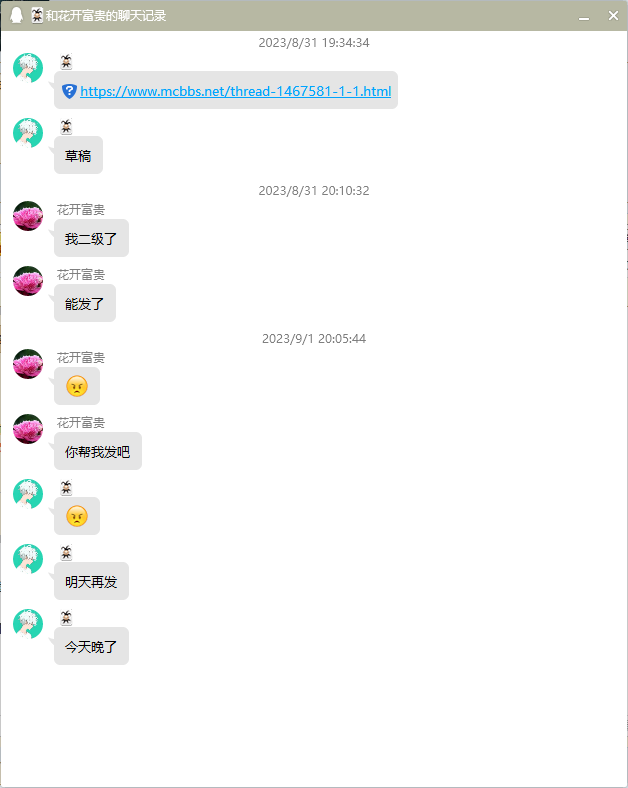 🃏和花开富贵的聊天记录
2023/8/31 19:34:34
🃏
https://www.mcbbs.net/thread-1467581-1-1.html
🃏
草稿
2023/8/31 20:10:32
花开富贵
我二级了
花开富贵
能发了
2023/9/1 20:05:44
花开富贵
😠
花开富贵
你帮我发吧
🃏
😠
🃏
明天再发
🃏
今天晚了